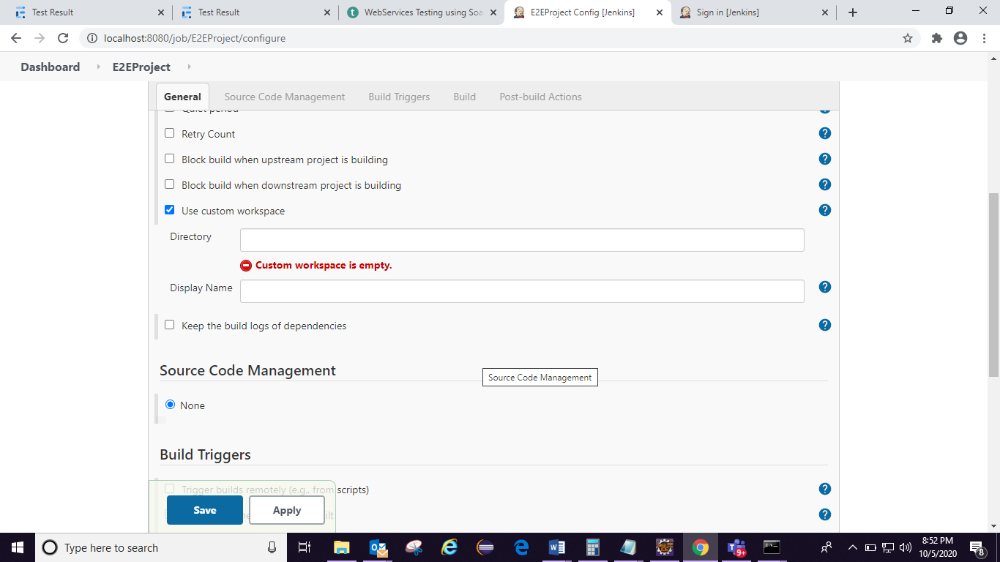 Test Result
Test Result
WebServices Testing using Soa
E2EProject Config [Jenkins]
Sign in [Jenkins]
localhost:8080/job/E2EProject/configure
Dashboard
E2EProject
General
Source Code Management
Build Triggers
Build
Post-build Actions
Quiet period
Retry Count
Block build when upstream project is building
Block build when downstream project is building
Use custom workspace
Directory
Custom workspace is empty.
Display Name
Keep the build logs of dependencies
Source Code Management
Source Code Management
None
Build Triggers
Trigger builds remotely (e.g., from scripts)
Save
Apply
Type here to search
9+
8:52 PM
10/5/2020
8